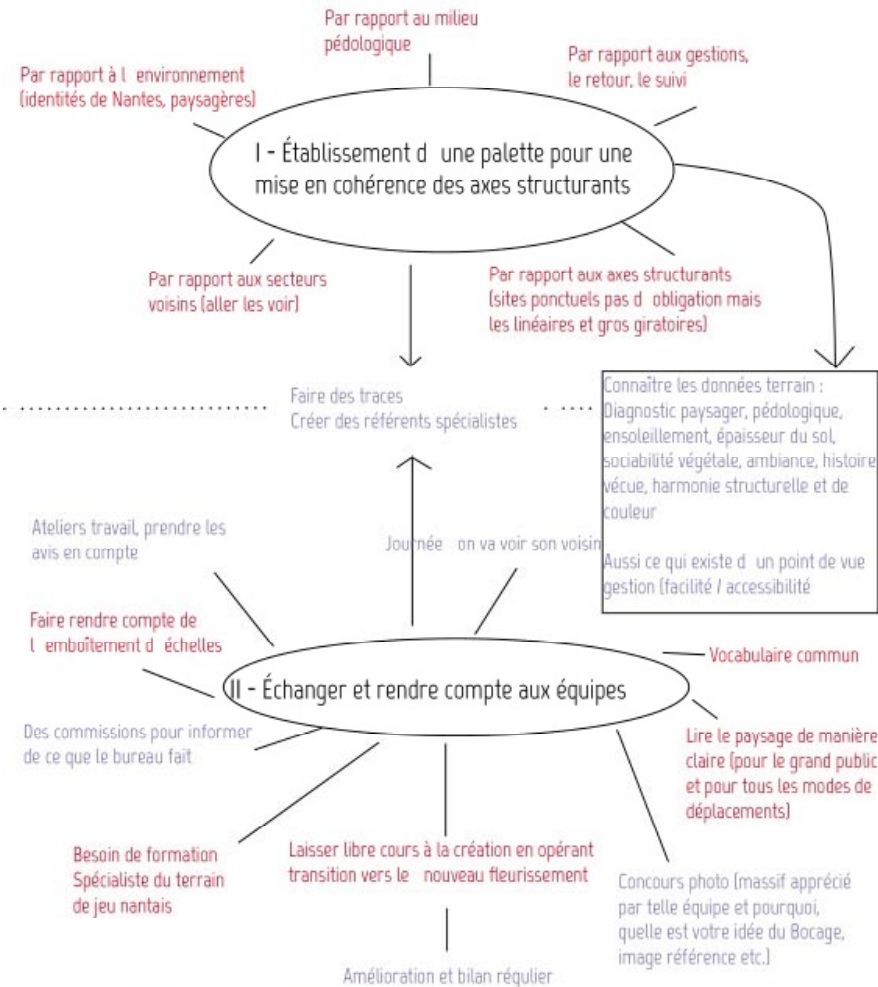 Par rapport au milieu
pédologique
Par rapport aux gestions,
le retour, le suivi
Par rapport à l environnement
(identités de Nantes, paysagères)
I - Établissement d une palette pour une
mise en cohérence des axes structurants
Par rapport aux secteurs
voisins (aller les voir)
Par rapport aux axes structurants
(sites ponctuels pas d obligation mais
les linéaires et gros giratoires)
Faire des traces
Créer des référents spécialistes
Connaître les données terrain :
Diagnostic paysager, pédologique,
ensoleillement, épaisseur du sol,
sociabilité végétale, ambiance, histoire
vécue, harmonie structurelle et de
couleur
Aussi ce qui existe d un point de vue
gestion (facilité / accessibilité
Ateliers travail, prendre les
avis en compte
Journée on va voir son voisin
Faire rendre compte de
l emboîtement d échelles
II - Échanger et rendre compte aux équipes
Vocabulaire commun
Des commissions pour informer
de ce que le bureau fait
Lire le paysage de manière
claire (pour le grand public
et pour tous les modes de
déplacements)
Besoin de formation
Spécialiste du terrain
de jeu nantais
Laisser libre cours à la création en opérant
transition vers le nouveau fleurissement
Concours photo (massif apprécié
par telle équipe et pourquoi,
quelle est votre idée du Bocage,
image référence etc.)
Amélioration et bilan régulier